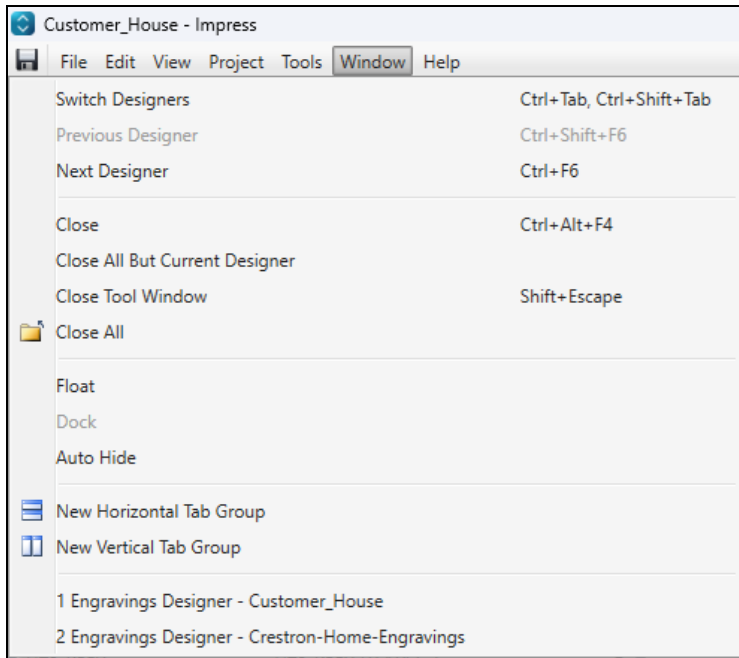 Customer_House - Impress
File Edit View Project Tools Window Help
Switch Designers Ctrl+Tab, Ctrl+Shift+Tab
Previous Designer Ctrl+Shift+F6
Next Designer Ctrl+F6
Close Ctrl+Alt+F4
Close All But Current Designer
Close Tool Window Shift+Escape
Close All
Float
Dock
Auto Hide
New Horizontal Tab Group
New Vertical Tab Group
1 Engravings Designer - Customer_House
2 Engravings Designer - Crestron-Home-Engravings